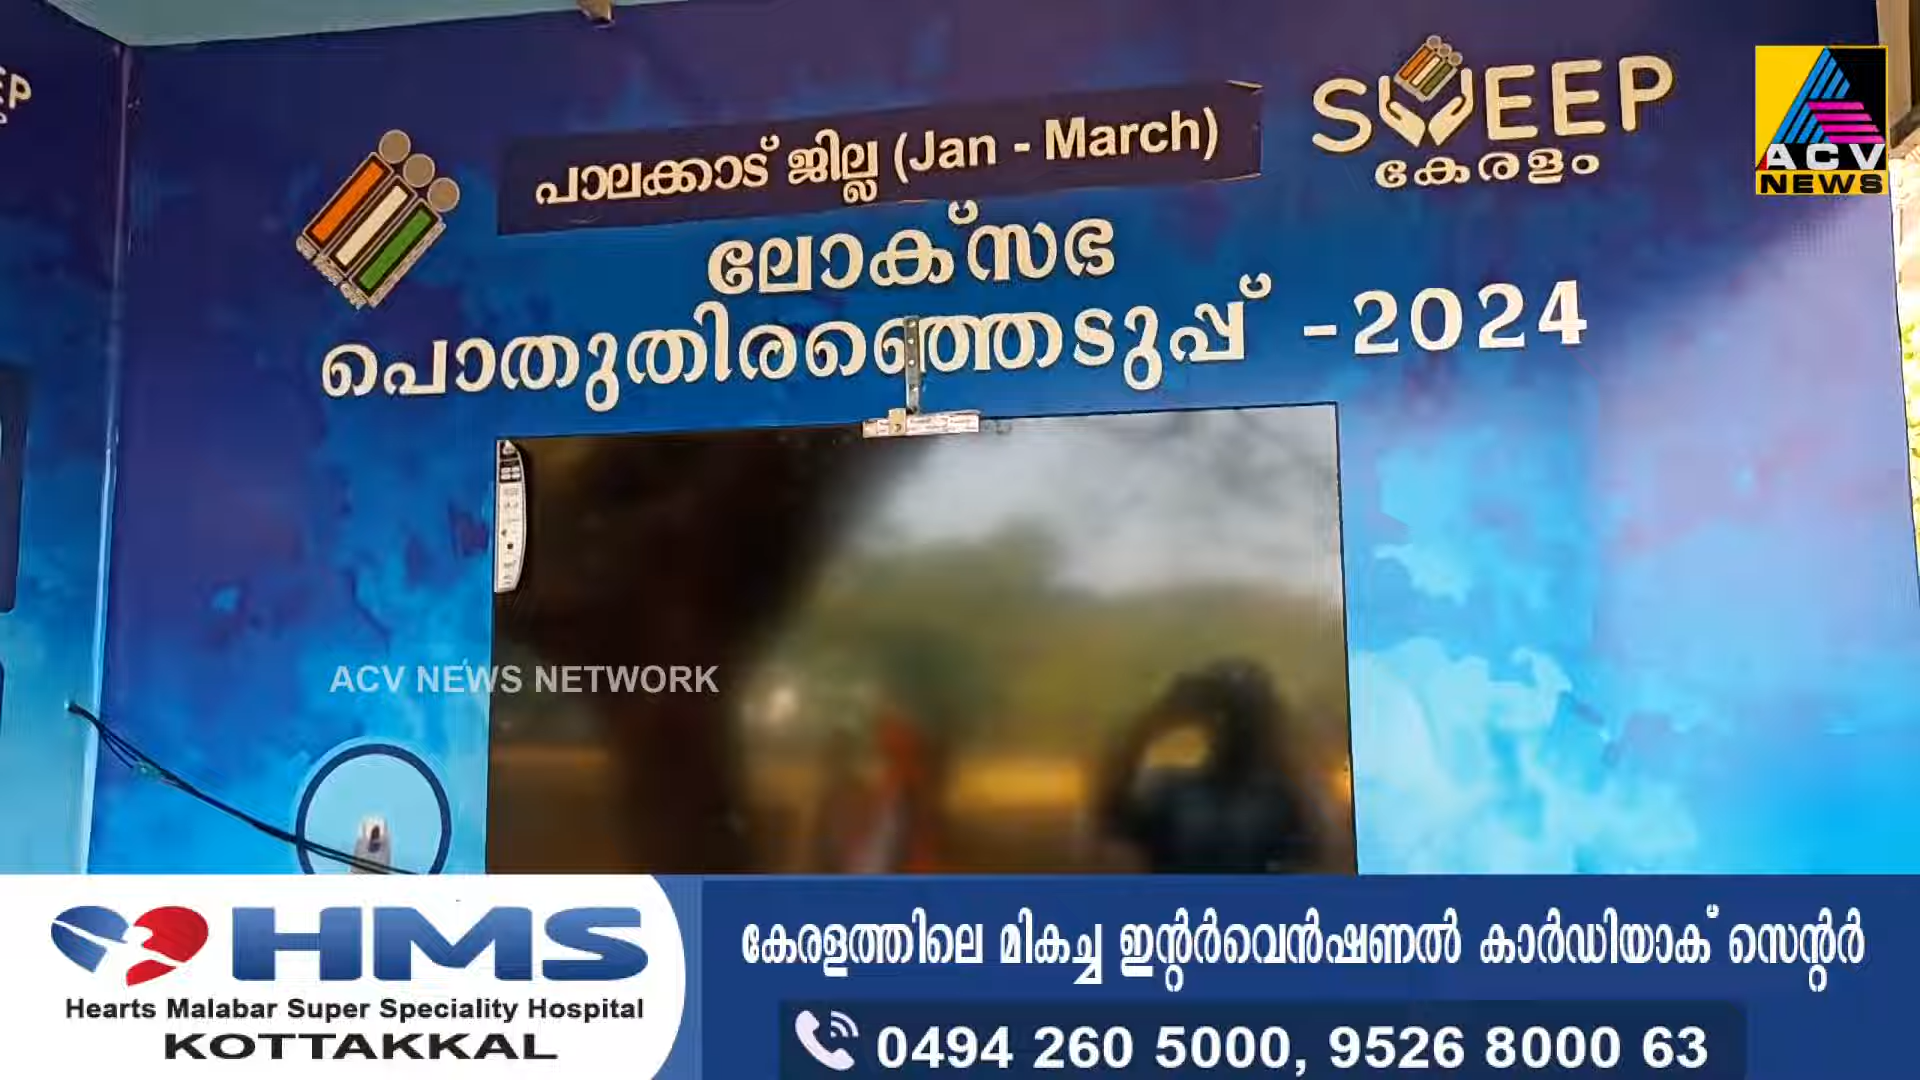 SWEEP
കേരളം
ACV
NEWS
പാലക്കാട് ജില്ല (Jan - March)
ലോക്സഭ
പൊതുതിരഞ്ഞെടുപ്പ് -2024
ACV NEWS NETWORK
HMS
Hearts Malabar Super Speciality Hospital
KOTTAKKAL
കേരളത്തിലെ മികച്ച ഇന്റർവെൻഷണൽ കാർഡിയാക് സെന്റർ
0494 260 5000, 9526 8000 63